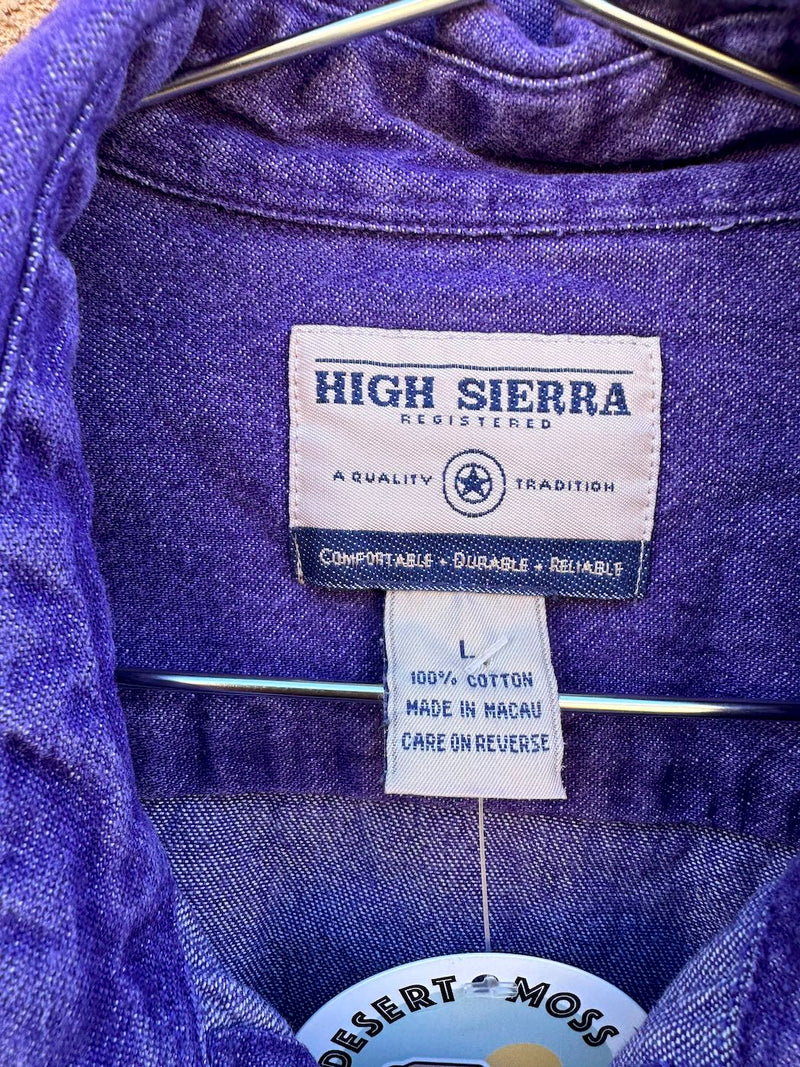 HIGH SIERRA
REGISTERED
A QUALITY TRADITION
COMFORTABLE • DURABLE • RELIABLE
L
100% COTTON
MADE IN MACAU
CARE ON REVERSE
DESERT MOSS